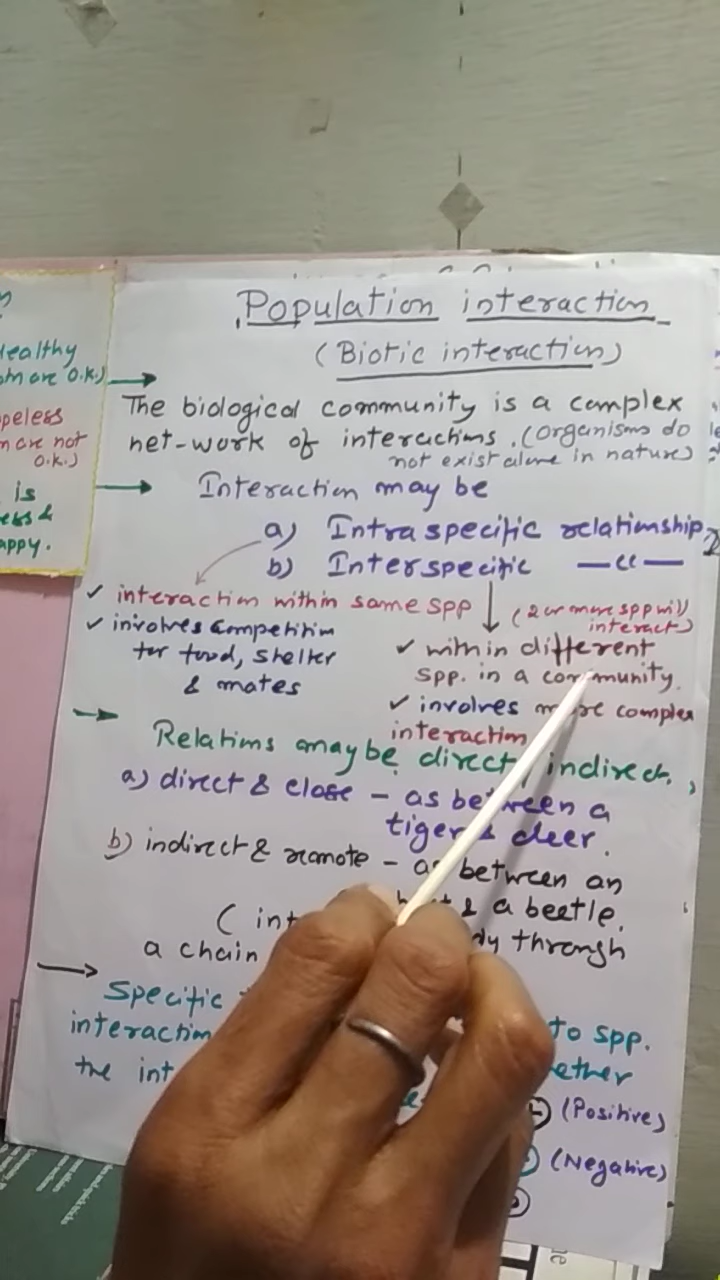 Population interaction
(Biotic interaction)
The biological community is a complex
net-work of interactions. (Organisms do
not exist alone in nature)
Interaction may be
a) Intraspecific relationship
b) Interspecific —"—
✓ interaction within same spp
✓ involves competition
for food, shelter
& mates
(2 or more spp will
interact)
✓ within different
spp. in a community.
✓ involves more complex
interaction
Relations may be direct/indirect.
a) direct & close – as between a
tiger & deer.
b) indirect & remote – as between an
& a beetle.
(
a chain through
Specific to spp.
interaction
the
(Positive)
(Negative)
Healthy
are O.K.)
are not
O.K.)
is
&